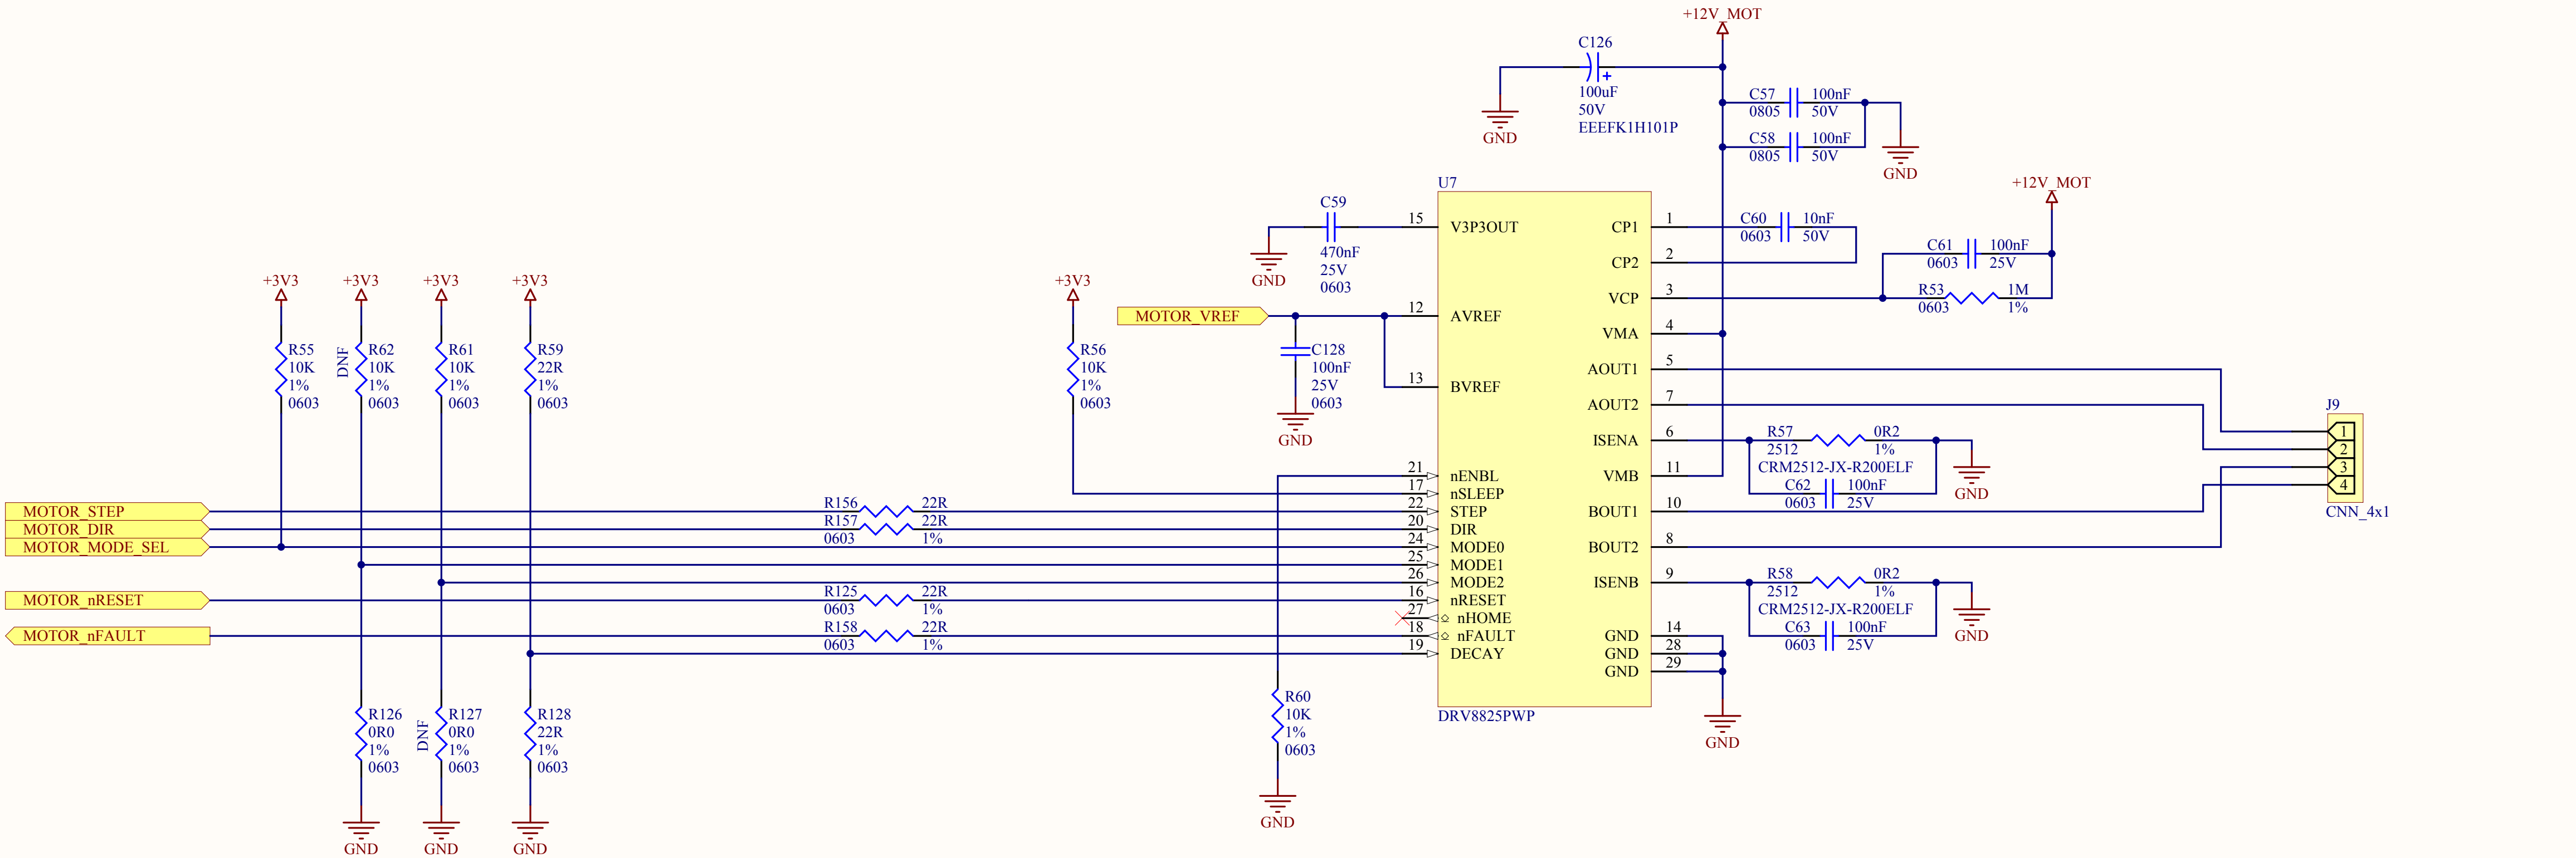 +12V_MOT
C126
100uF
50V
EEEFK1H101P
GND
C57 100nF
0805 50V
C58 100nF
0805 50V
GND
U7
+12V_MOT
C59
470nF
25V
0603
GND
15 V3P3OUT
CP1 1
C60 10nF
0603 50V
CP2 2
C61 100nF
0603 25V
VCP 3
R53 1M
0603 1%
+3V3
+3V3
+3V3
+3V3
+3V3
MOTOR_VREF
12 AVREF
VMA 4
R55
10K
1%
0603
DNF
R62
10K
1%
0603
R61
10K
1%
0603
R59
22R
1%
0603
R56
10K
1%
0603
C128
100nF
25V
0603
GND
13 BVREF
AOUT1 5
AOUT2 7
J9
1
2
3
4
CNN_4x1
ISENA 6
R57 0R2
2512 1%
CRM2512-JX-R200ELF
C62 100nF
0603 25V
GND
VMB 11
BOUT1 10
BOUT2 8
ISENB 9
R58 0R2
2512 1%
CRM2512-JX-R200ELF
C63 100nF
0603 25V
GND
21 nENBL
17 nSLEEP
MOTOR_STEP
R156 22R
22 STEP
MOTOR_DIR
R157 22R
0603 1%
20 DIR
MOTOR_MODE_SEL
24 MODE0
25 MODE1
26 MODE2
MOTOR_nRESET
R125 22R
0603 1%
16 nRESET
27 nHOME
MOTOR_nFAULT
R158 22R
0603 1%
18 nFAULT
19 DECAY
GND 14
GND 28
GND 29
GND
DRV8825PWP
R126
0R0
1%
0603
GND
DNF
R127
0R0
1%
0603
GND
R128
22R
1%
0603
GND
R60
10K
1%
0603
GND